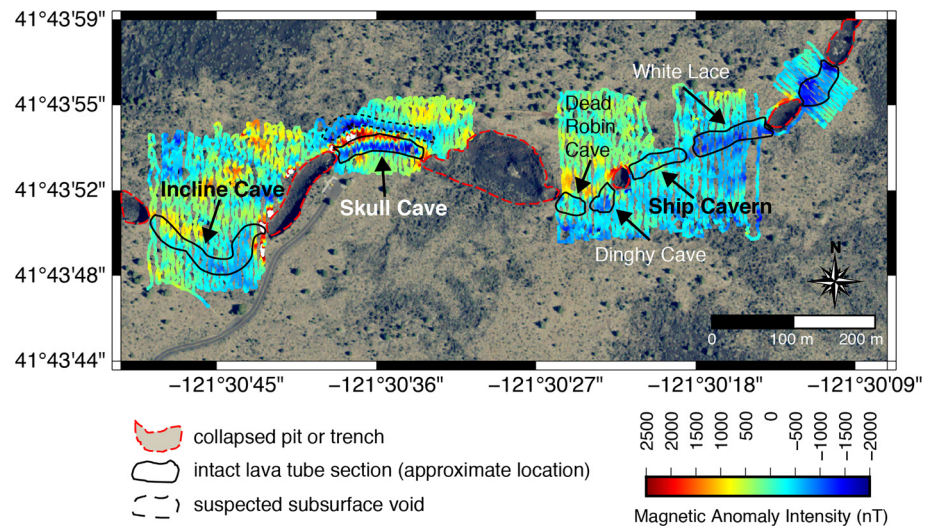 41°43'59"
41°43'55"
41°43'52"
41°43'48"
41°43'44"
White Lace
Dead
Robin
Cave
Incline Cave
Skull Cave
Ship Cavern
Dinghy Cave
N
0
100 m
200 m
−121°30'45"
−121°30'36"
−121°30'27"
−121°30'18"
−121°30'09"
collapsed pit or trench
intact lava tube section (approximate location)
suspected subsurface void
2500
2000
1500
1000
500
0
-500
-1000
-1500
-2000
Magnetic Anomaly Intensity (nT)